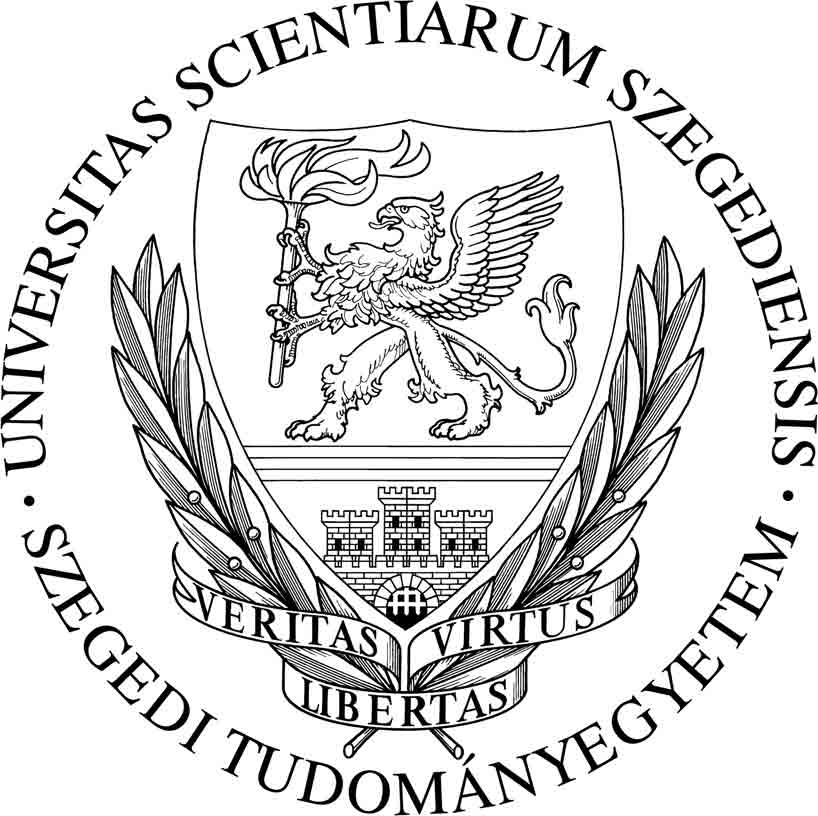 UNIVERSITAS SCIENTIARUM SZEGEDIENSIS
· SZEGEDI TUDOMÁNYEGYETEM ·
VERITAS VIRTUS
LIBERTAS